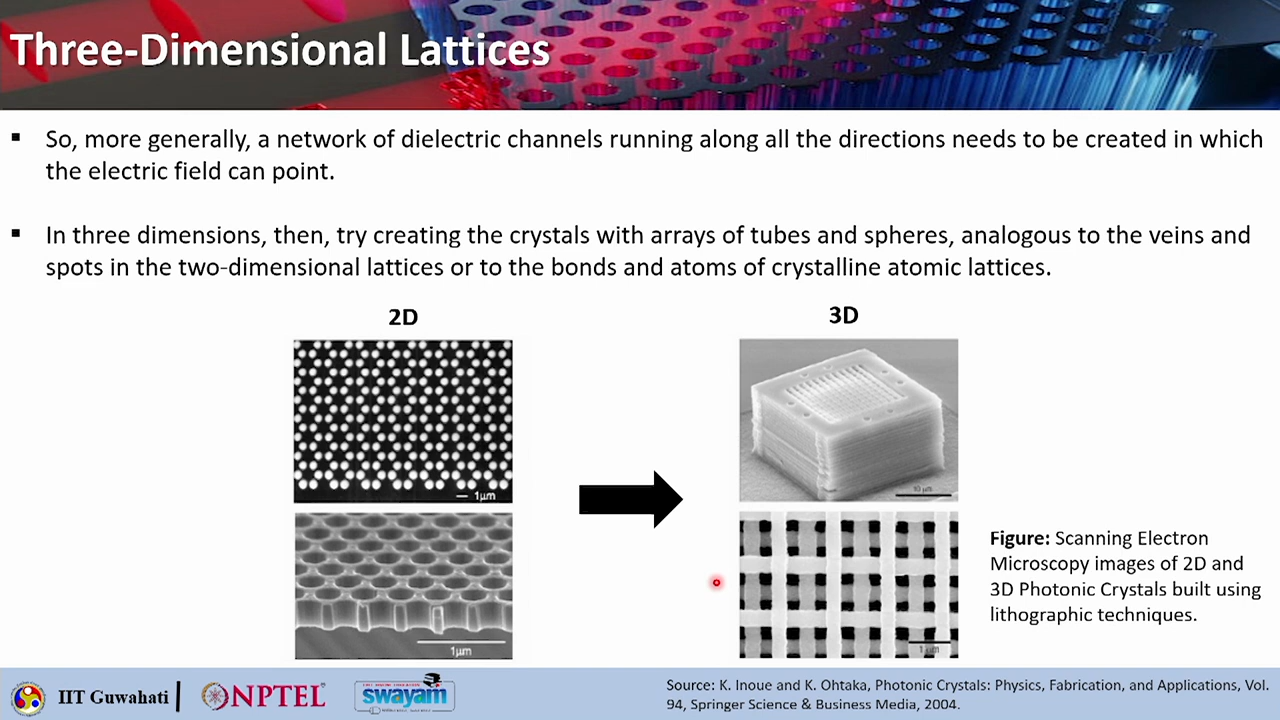 Three-Dimensional Lattices
▪ So, more generally, a network of dielectric channels running along all the directions needs to be created in which
the electric field can point.
▪ In three dimensions, then, try creating the crystals with arrays of tubes and spheres, analogous to the veins and
spots in the two-dimensional lattices or to the bonds and atoms of crystalline atomic lattices.
2D
3D
1μm
1μm
10 μm
1 μm
Figure: Scanning Electron
Microscopy images of 2D and
3D Photonic Crystals built using
lithographic techniques.
IIT Guwahati
NPTEL
swayam
Source: K. Inoue and K. Ohtaka, Photonic Crystals: Physics, Fabrication, and Applications, Vol.
94, Springer Science & Business Media, 2004.